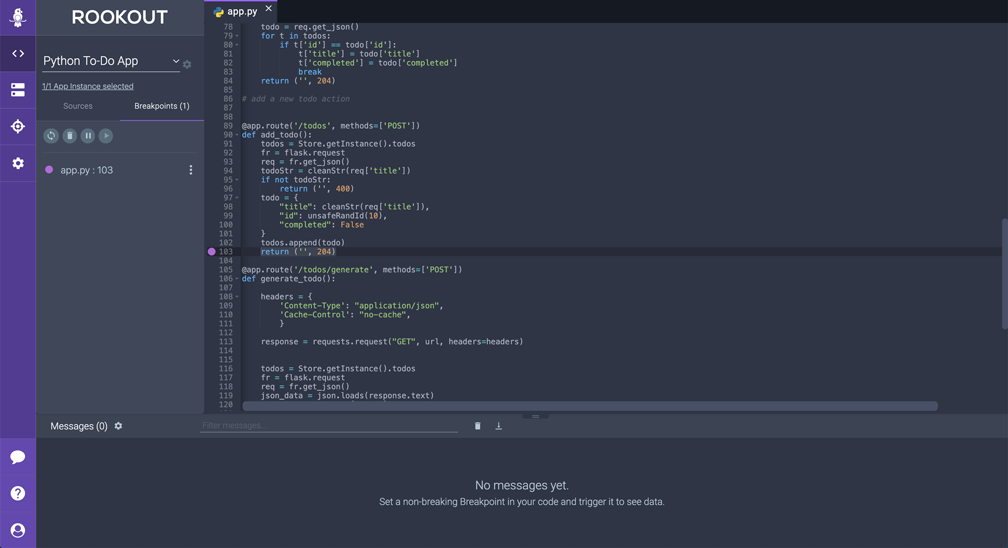 ROOKOUT
app.py
Python To-Do App
1/1 App Instance selected
Sources
Breakpoints (1)
app.py : 103
78 todo = req.get_json()
79 for t in todos:
80 if t['id'] == todo['id']:
81 t['title'] = todo['title']
82 t['completed'] = todo['completed']
83 break
84 return ('', 204)
85
86 # add a new todo action
87
88
89 @app.route('/todos', methods=['POST'])
90 def add_todo():
91 todos = Store.getInstance().todos
92 fr = flask.request
93 req = fr.get_json()
94 todoStr = cleanStr(req['title'])
95 if not todoStr:
96 return ('', 400)
97 todo = {
98 "title": cleanStr(req['title']),
99 "id": unsafeRandId(10),
100 "completed": False
101 }
102 todos.append(todo)
103 return ('', 204)
104
105 @app.route('/todos/generate', methods=['POST'])
106 def generate_todo():
107
108 headers = {
109 'Content-Type': "application/json",
110 'Cache-Control': "no-cache",
111 }
112
113 response = requests.request("GET", url, headers=headers)
114
115
116 todos = Store.getInstance().todos
117 fr = flask.request
118 req = fr.get_json()
119 json_data = json.loads(response.text)
120
Messages (0)
Filter messages...
No messages yet.
Set a non-breaking Breakpoint in your code and trigger it to see data.